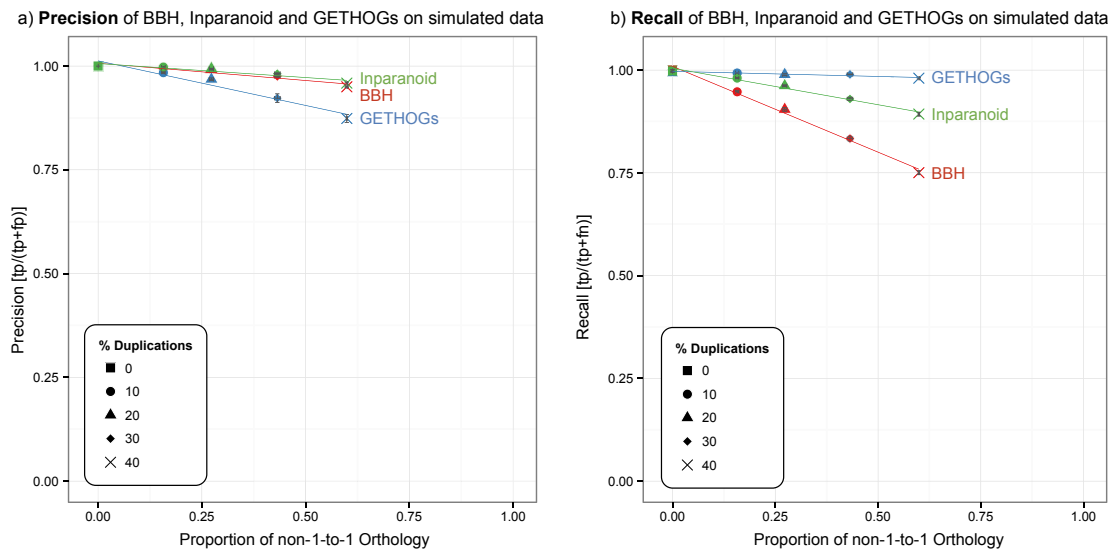 a) Precision of BBH, Inparanoid and GETHOGs on simulated data
Precision [tp/(tp+fp)]
1.00
0.75
0.50
0.25
0.00
Inparanoid
BBH
GETHOGs
% Duplications
0
10
20
30
40
0.00 0.25 0.50 0.75 1.00
Proportion of non-1-to-1 Orthology
b) Recall of BBH, Inparanoid and GETHOGs on simulated data
Recall [tp/(tp+fn)]
1.00
0.75
0.50
0.25
0.00
GETHOGs
Inparanoid
BBH
% Duplications
0
10
20
30
40
0.00 0.25 0.50 0.75 1.00
Proportion of non-1-to-1 Orthology